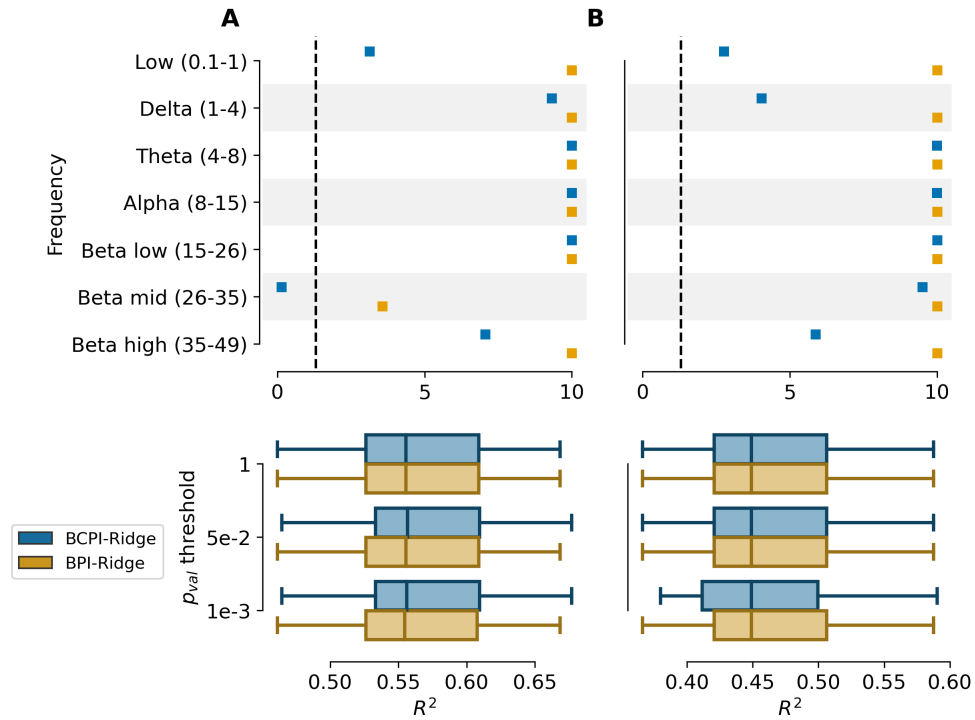 A
B
Frequency
Low (0.1-1)
Delta (1-4)
Theta (4-8)
Alpha (8-15)
Beta low (15-26)
Beta mid (26-35)
Beta high (35-49)
0 5 10
0 5 10
BCPI-Ridge
BPI-Ridge
p_val threshold
1
5e-2
1e-3
0.50 0.55 0.60 0.65
R²
0.40 0.45 0.50 0.55 0.60
R²